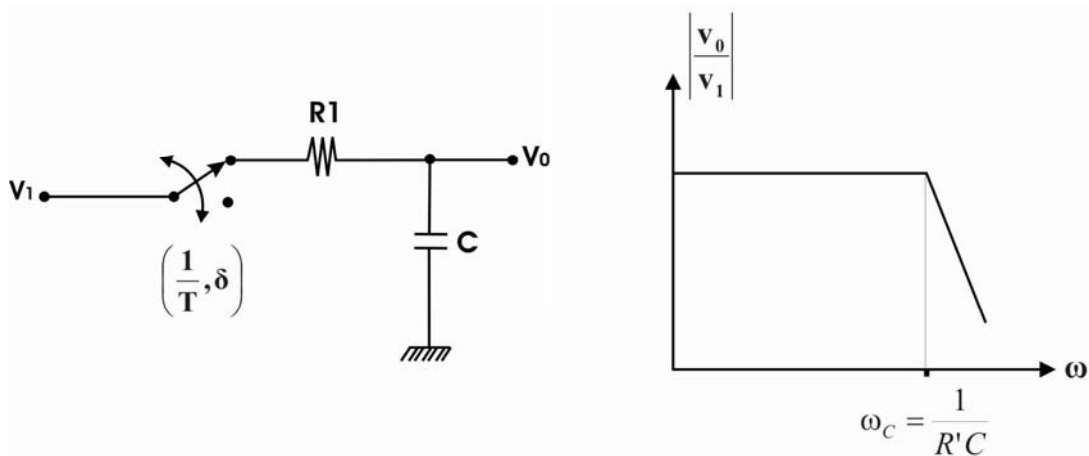 R1
V1
V0
C
(1/T, δ)
|v0/v1|
ω
ωC = 1/R'C